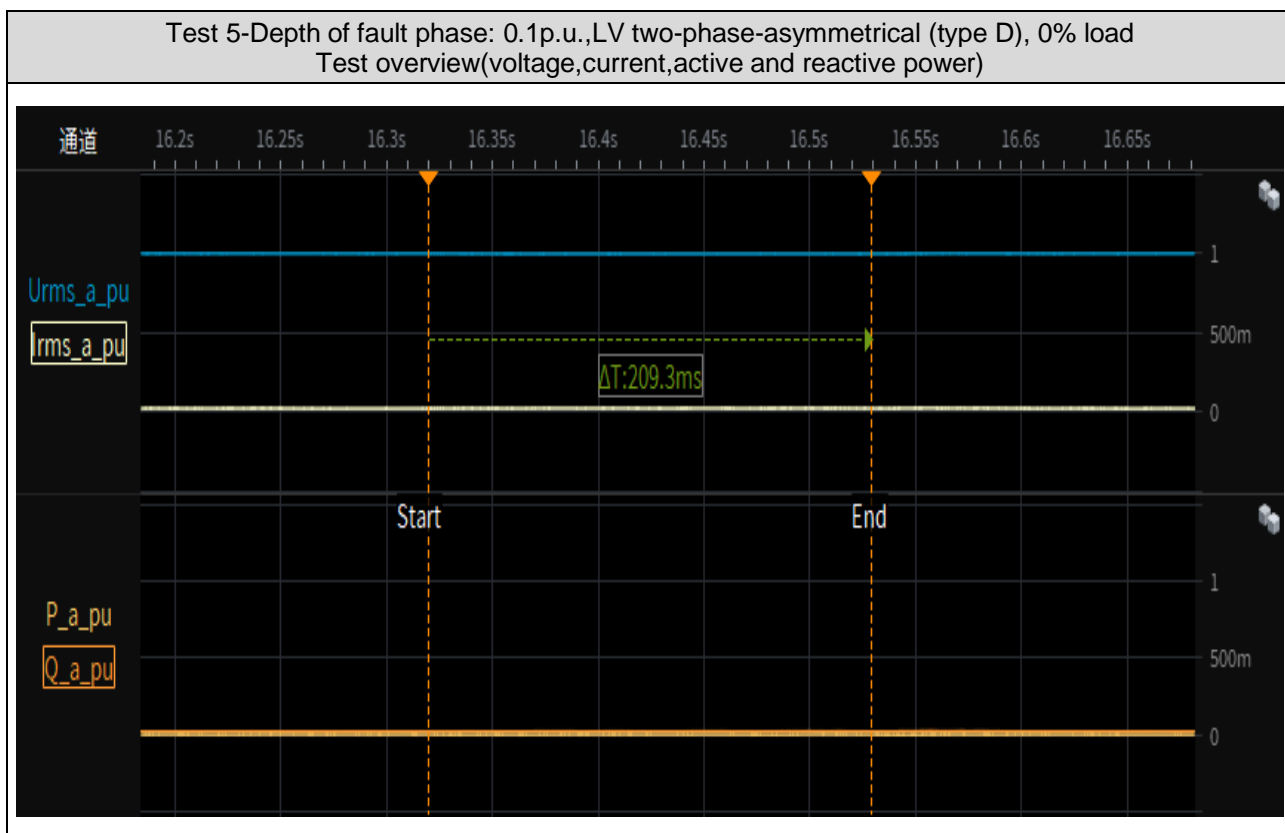 Test 5-Depth of fault phase: 0.1p.u.,LV two-phase-asymmetrical (type D), 0% load
Test overview(voltage,current,active and reactive power)
通道 16.2s 16.25s 16.3s 16.35s 16.4s 16.45s 16.5s 16.55s 16.6s 16.65s
1
Urms_a_pu
500m
Irms_a_pu
ΔT:209.3ms
0
Start End
1
P_a_pu
500m
Q_a_pu
0